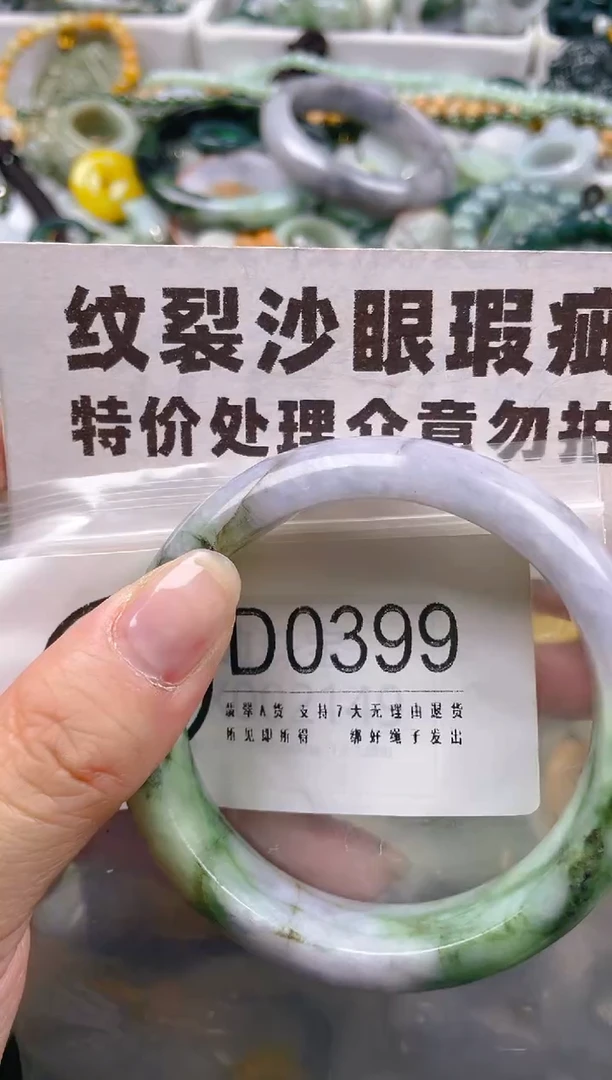 纹裂沙眼瑕疵
特价处理介意勿拍
D0399
翡翠A货 支持7天无理由退货
所见即所得 绑好绳子发出